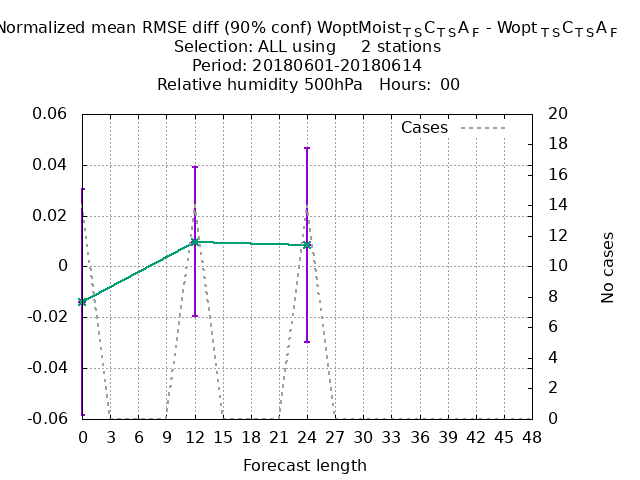 Normalized mean RMSE diff (90% conf) WoptMoist_TSC_TSA_F - Wopt_TSC_TSA_F
Selection: ALL using 2 stations
Period: 20180601-20180614
Relative humidity 500hPa Hours: 00
Cases
0.06
0.04
0.02
0
-0.02
-0.04
-0.06
20
18
16
14
12
10
8
6
4
2
0
No cases
0 3 6 9 12 15 18 21 24 27 30 33 36 39 42 45 48
Forecast length